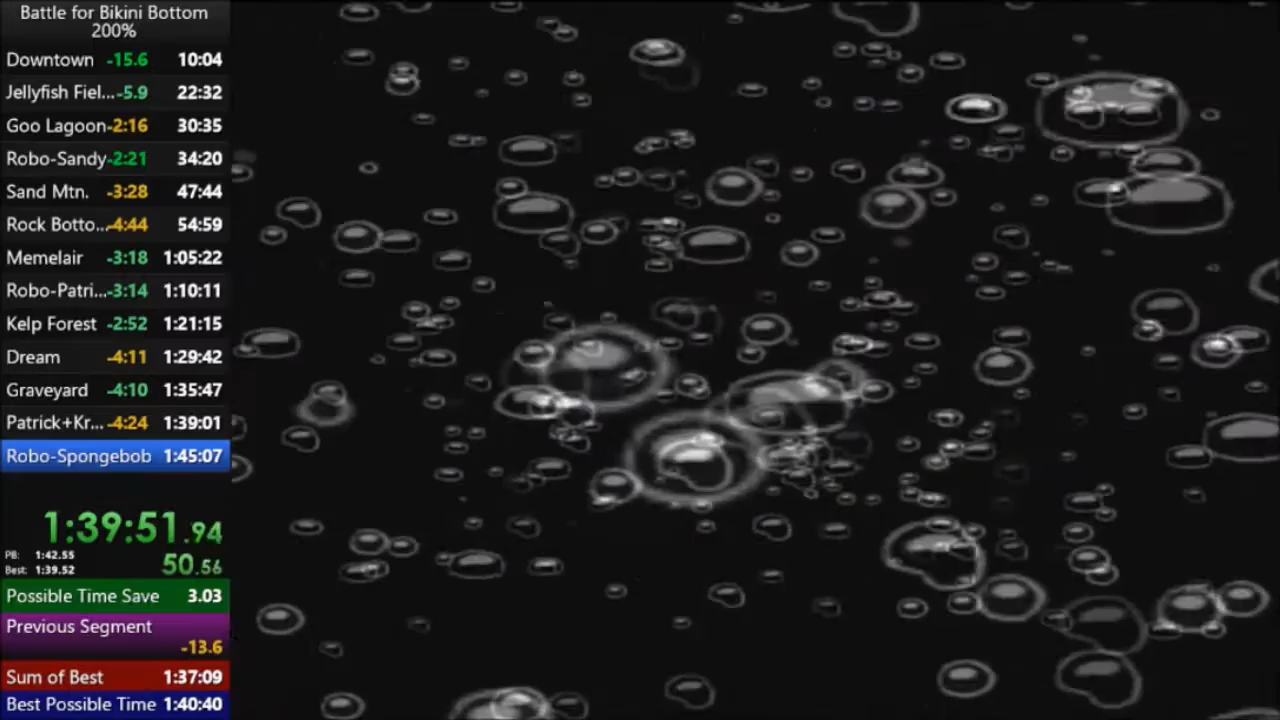 Battle for Bikini Bottom
200%
Downtown -15.6 10:04
Jellyfish Fiel... -5.9 22:32
Goo Lagoon -2:16 30:35
Robo-Sandy -2:21 34:20
Sand Mtn. -3:28 47:44
Rock Botto... -4:44 54:59
Memelair -3:18 1:05:22
Robo-Patri... -3:14 1:10:11
Kelp Forest -2:52 1:21:15
Dream -4:11 1:29:42
Graveyard -4:10 1:35:47
Patrick+Kr... -4:24 1:39:01
Robo-Spongebob 1:45:07
1:39:51.94
PB: 1:42.55
Best: 1:39.52
50.56
Possible Time Save 3.03
Previous Segment
-13.6
Sum of Best 1:37:09
Best Possible Time 1:40:40